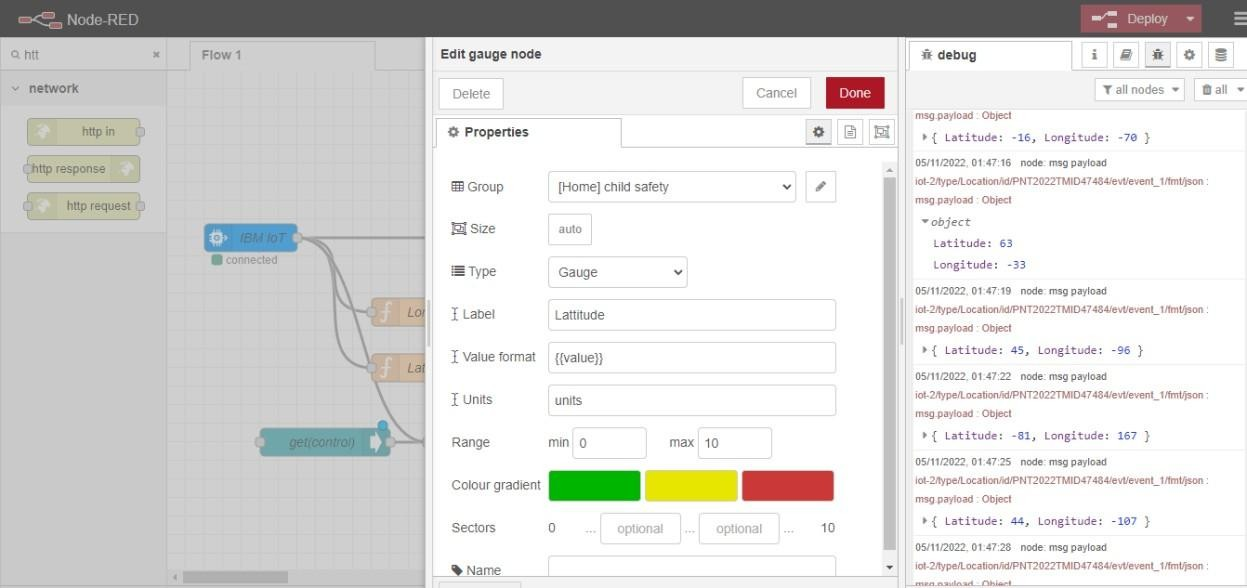 Node-RED
Deploy
htt
Flow 1
network
http in
http response
http request
IBM IoT
connected
Lor
Lat
get(control)
Edit gauge node
Delete
Cancel
Done
Properties
Group
[Home] child safety
Size
auto
Type
Gauge
Label
Lattitude
Value format
{{value}}
Units
units
Range
min 0
max 10
Colour gradient
Sectors
0 ... optional ... optional ... 10
Name
debug
all nodes
all
msg.payload : Object
{ Latitude: -16, Longitude: -70 }
05/11/2022, 01:47:16 node: msg payload
iot-2/type/Location/id/PNT2022TMID47484/evt/event_1/fmt/json :
msg.payload : Object
object
Latitude: 63
Longitude: -33
05/11/2022, 01:47:19 node: msg payload
iot-2/type/Location/id/PNT2022TMID47484/evt/event_1/fmt/json :
msg.payload : Object
{ Latitude: 45, Longitude: -96 }
05/11/2022, 01:47:22 node: msg payload
iot-2/type/Location/id/PNT2022TMID47484/evt/event_1/fmt/json :
msg.payload : Object
{ Latitude: -81, Longitude: 167 }
05/11/2022, 01:47:25 node: msg payload
iot-2/type/Location/id/PNT2022TMID47484/evt/event_1/fmt/json :
msg.payload : Object
{ Latitude: 44, Longitude: -107 }
05/11/2022, 01:47:28 node: msg payload
iot-2/type/Location/id/PNT2022TMID47484/evt/event_1/fmt/json :
msg.payload : Object